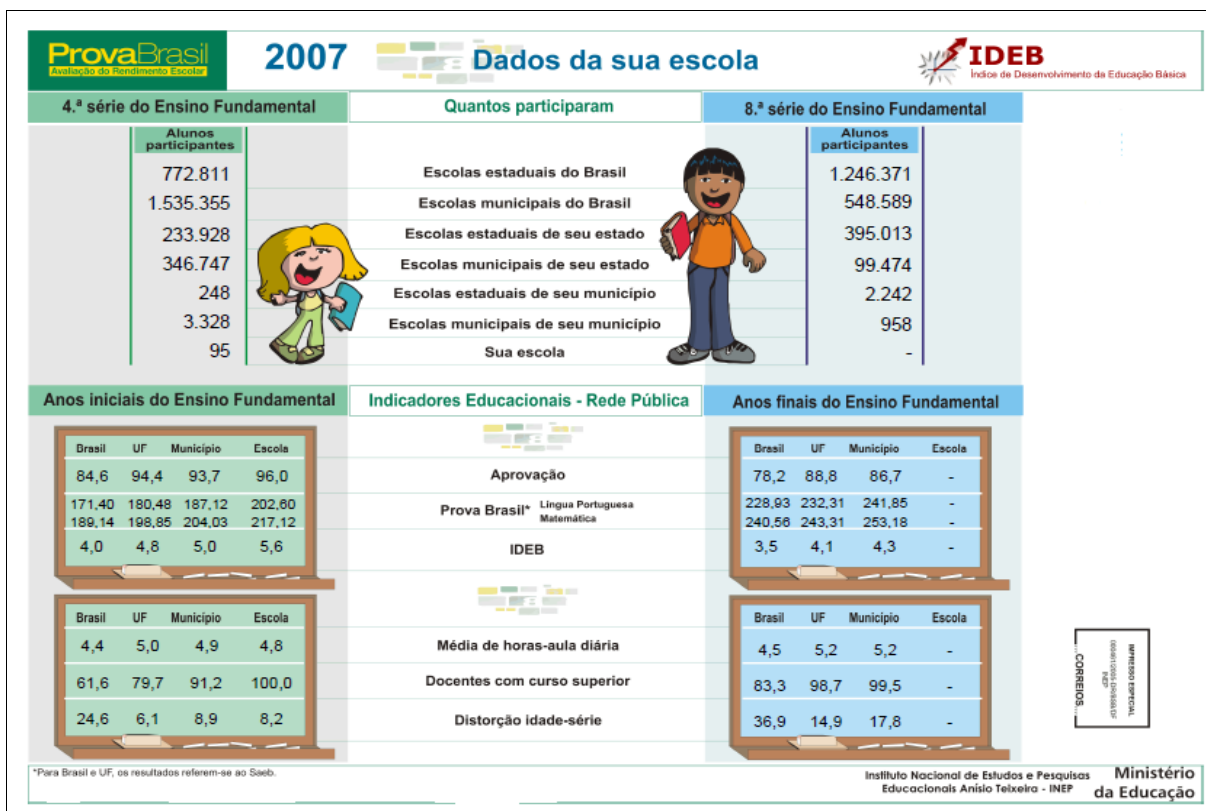 ProvaBrasil
Avaliação do Rendimento Escolar
2007
Dados da sua escola
IDEB
Índice de Desenvolvimento da Educação Básica
4.ª série do Ensino Fundamental
Quantos participaram
8.ª série do Ensino Fundamental
Alunos participantes
Alunos participantes
772.811 Escolas estaduais do Brasil 1.246.371
1.535.355 Escolas municipais do Brasil 548.589
233.928 Escolas estaduais de seu estado 395.013
346.747 Escolas municipais de seu estado 99.474
248 Escolas estaduais de seu município 2.242
3.328 Escolas municipais de seu município 958
95 Sua escola -
Anos iniciais do Ensino Fundamental
Indicadores Educacionais - Rede Pública
Anos finais do Ensino Fundamental
Brasil UF Município Escola Brasil UF Município Escola
84,6 94,4 93,7 96,0 Aprovação 78,2 88,8 86,7 -
171,40 180,48 187,12 202,60 Prova Brasil* Língua Portuguesa 228,93 232,31 241,85 -
189,14 198,85 204,03 217,12 Matemática 240,56 243,31 253,18 -
4,0 4,8 5,0 5,6 IDEB 3,5 4,1 4,3 -
Brasil UF Município Escola Brasil UF Município Escola
4,4 5,0 4,9 4,8 Média de horas-aula diária 4,5 5,2 5,2 -
61,6 79,7 91,2 100,0 Docentes com curso superior 83,3 98,7 99,5 -
24,6 6,1 8,9 8,2 Distorção idade-série 36,9 14,9 17,8 -
IMPRESSO ESPECIAL
INEP
...CORREIOS...
*Para Brasil e UF, os resultados referem-se ao Saeb.
Instituto Nacional de Estudos e Pesquisas
Educacionais Anísio Teixeira - INEP
Ministério
da Educação